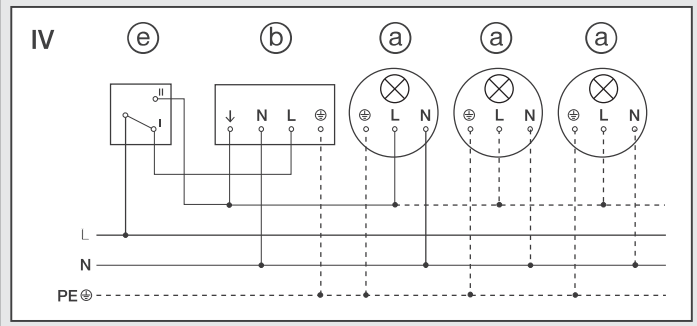 IV e b a a a
II
I
↓ N L ⏚
⏚ L N
⏚ L N
⏚ L N
L
N
PE ⏚